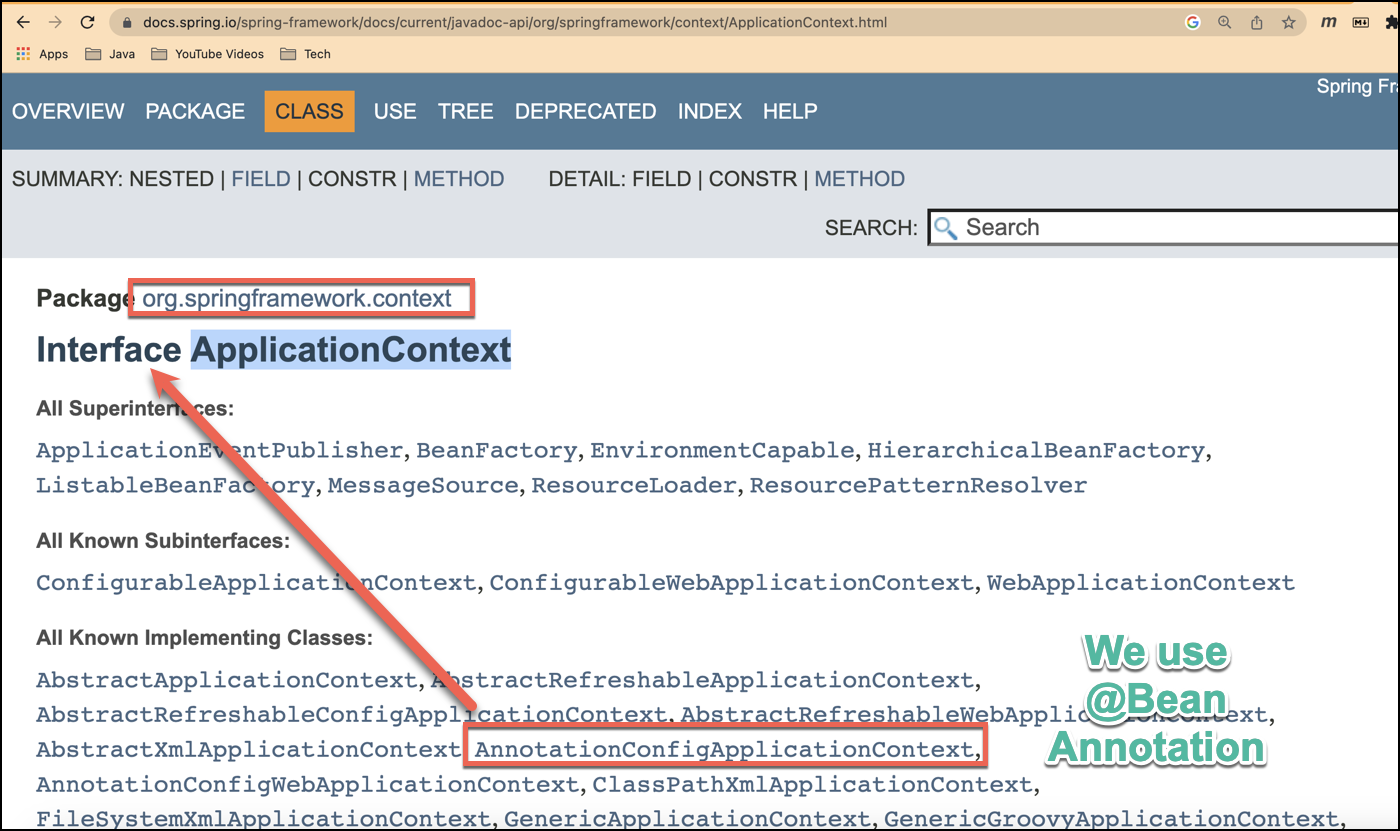 docs.spring.io/spring-framework/docs/current/javadoc-api/org/springframework/context/ApplicationContext.html
Apps Java YouTube Videos Tech
Spring Fra
OVERVIEW PACKAGE CLASS USE TREE DEPRECATED INDEX HELP
SUMMARY: NESTED | FIELD | CONSTR | METHOD DETAIL: FIELD | CONSTR | METHOD
SEARCH: Search
Package org.springframework.context
Interface ApplicationContext
All Superinterfaces:
ApplicationEventPublisher, BeanFactory, EnvironmentCapable, HierarchicalBeanFactory,
ListableBeanFactory, MessageSource, ResourceLoader, ResourcePatternResolver
All Known Subinterfaces:
ConfigurableApplicationContext, ConfigurableWebApplicationContext, WebApplicationContext
All Known Implementing Classes:
AbstractApplicationContext, AbstractRefreshableApplicationContext,
AbstractRefreshableConfigApplicationContext, AbstractRefreshableWebApplicationContext,
AbstractXmlApplicationContext AnnotationConfigApplicationContext,
AnnotationConfigWebApplicationContext, ClassPathXmlApplicationContext,
FileSystemXmlApplicationContext, GenericApplicationContext, GenericGroovyApplicationContext,
We use
@Bean
Annotation